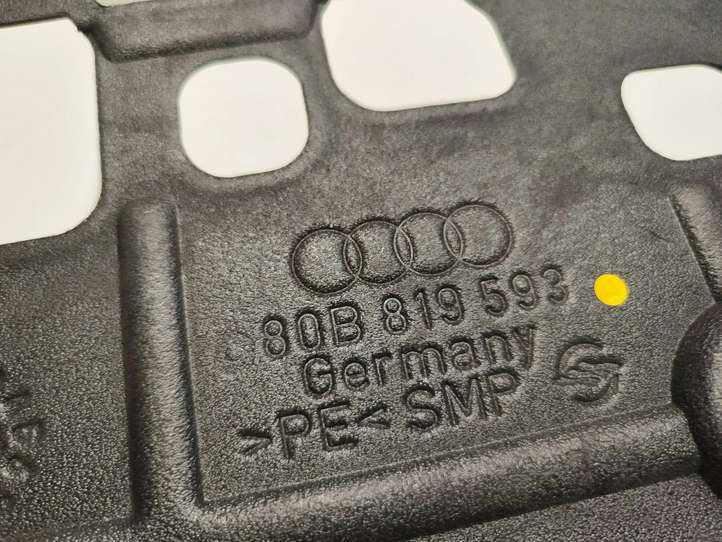 80B 819 593
Germany
>PE< SMP